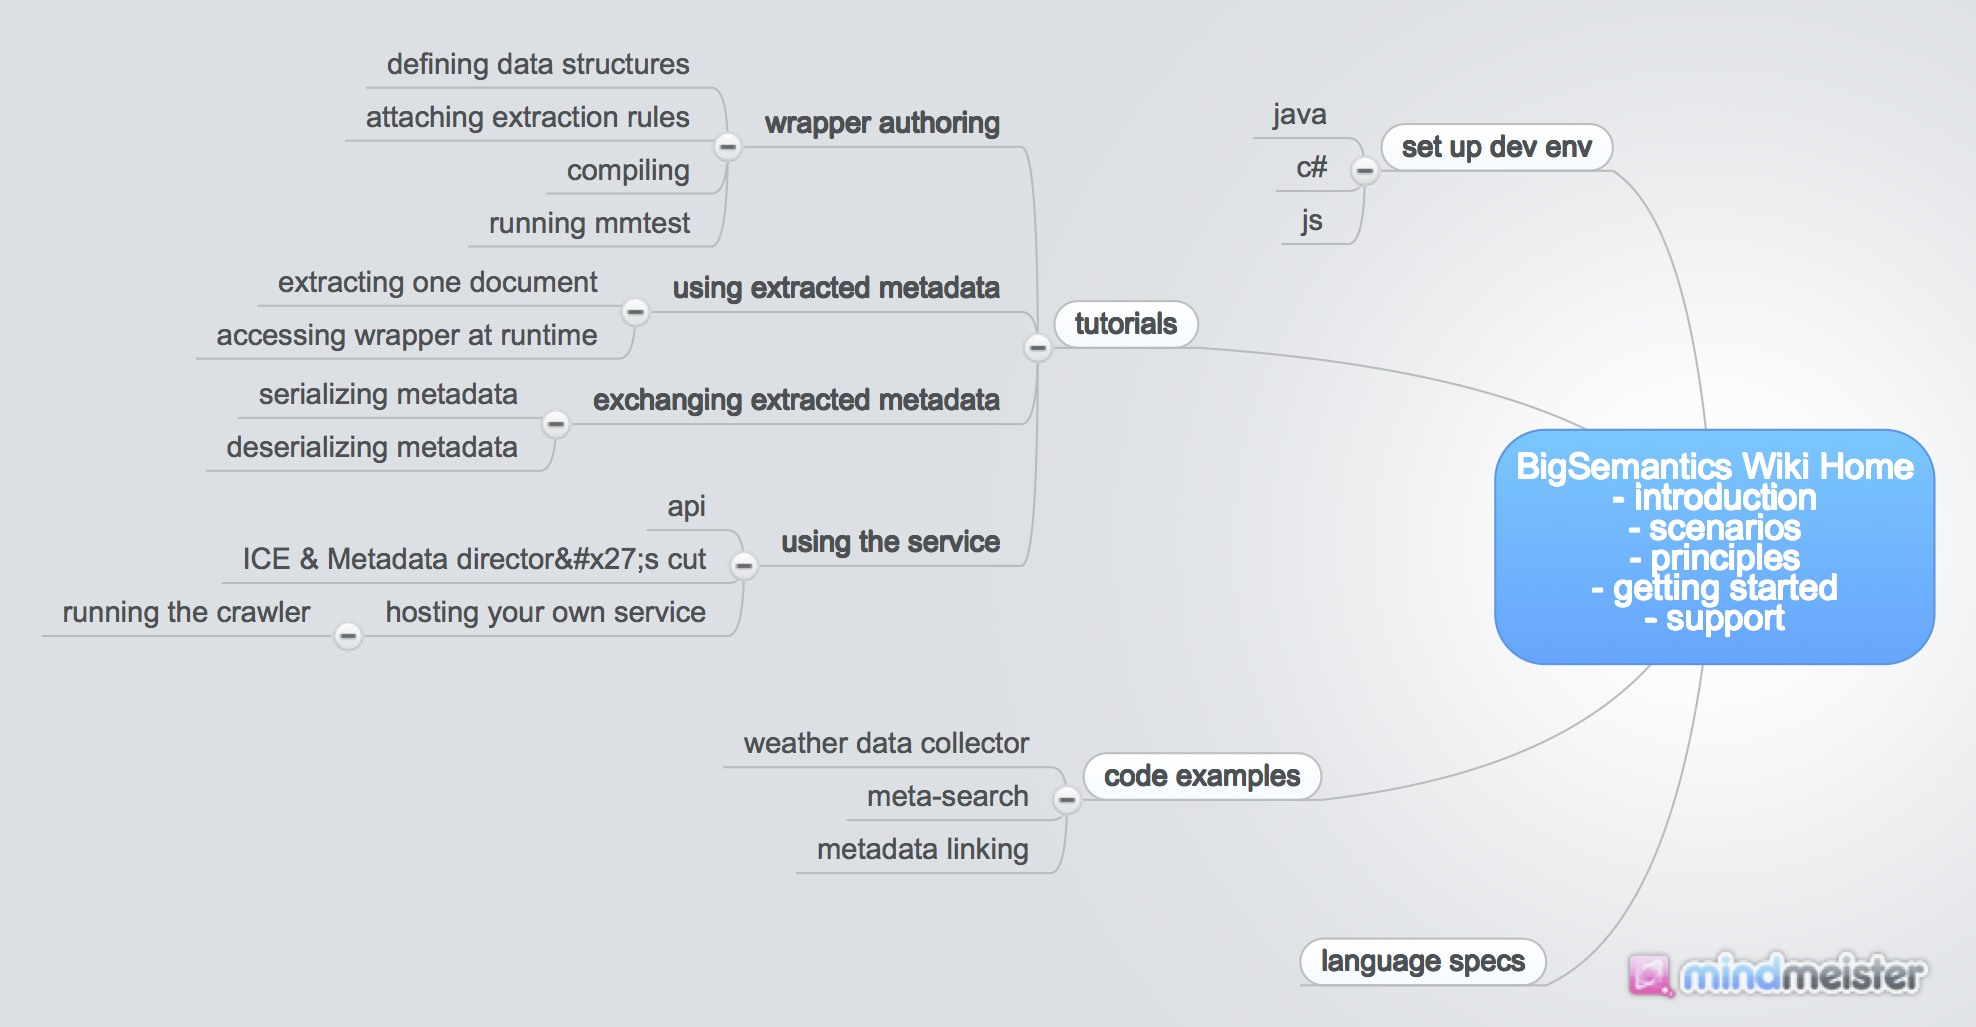 defining data structures
attaching extraction rules
compiling
running mmtest
wrapper authoring
extracting one document
accessing wrapper at runtime
using extracted metadata
serializing metadata
deserializing metadata
exchanging extracted metadata
api
ICE & Metadata director&#x27;s cut
running the crawler
hosting your own service
using the service
tutorials
java
c#
js
set up dev env
BigSemantics Wiki Home
- introduction
- scenarios
- principles
- getting started
- support
weather data collector
meta-search
metadata linking
code examples
language specs
mindmeister